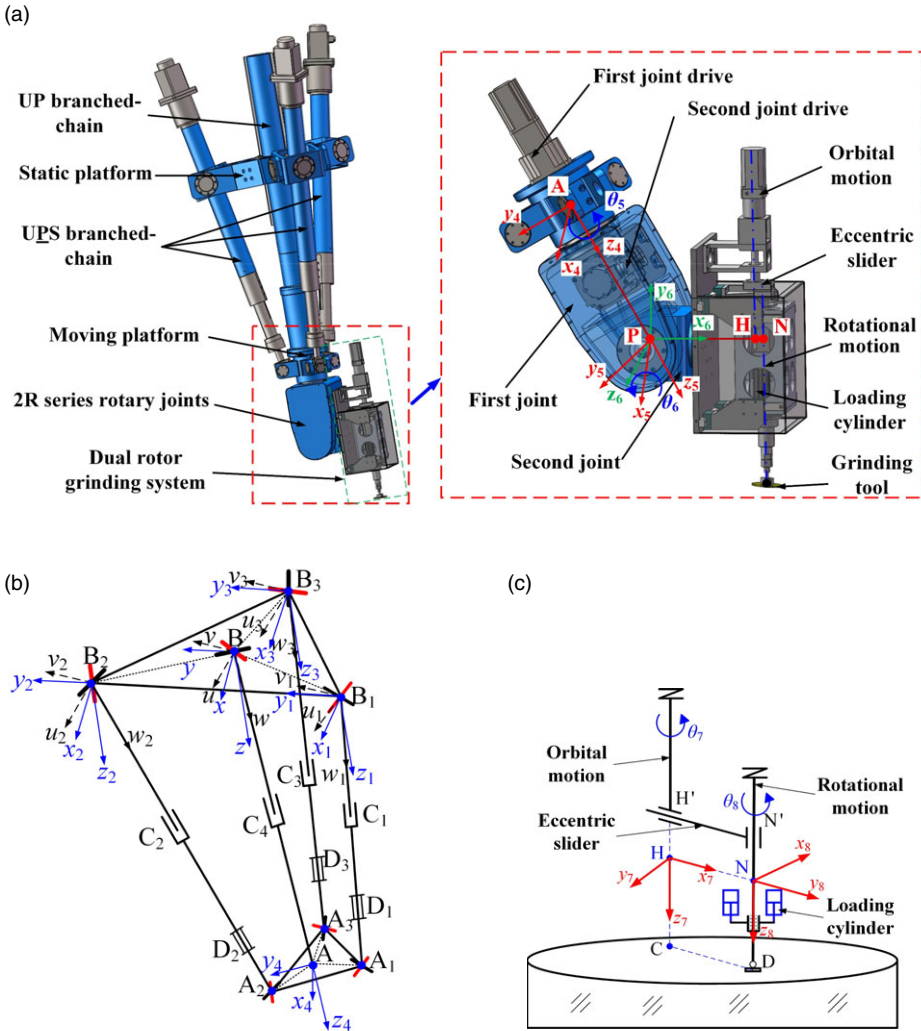 (a)
UP branched-
chain
Static platform
UPS branched-
chain
Moving platform
2R series rotary joints
Dual rotor
grinding system
First joint drive
Second joint drive
Orbital
motion
Eccentric
slider
Rotational
motion
Loading
cylinder
Grinding
tool
First joint
Second joint
A
θ5
y4
x4
z4
y6
x6
H
N
P
y5
z6
x5
θ6
z5
(b)
v3
B3
y3
u3
x3
w3
z3
v
B
y
u
x
w
z
B2
v2
y2
u2
x2
w2
z2
v1
B1
y1
u1
x1
w1
z1
C3
C1
C2
C4
D3
D1
D2
A3
A
A1
A2
y4
x4
z4
(c)
θ7
Orbital
motion
Rotational
motion
θ8
H'
N'
Eccentric
slider
H
x7
N
x8
y7
y8
z7
Loading
cylinder
z8
C
D